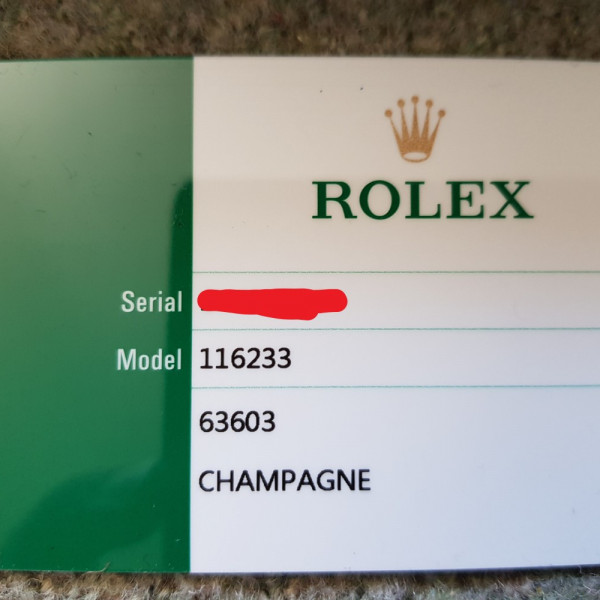 ROLEX
Serial
Model 116233
63603
CHAMPAGNE